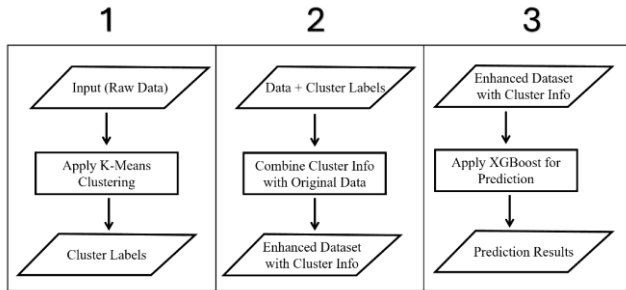 1
2
3
Input (Raw Data)
Apply K-Means
Clustering
Cluster Labels
Data + Cluster Labels
Combine Cluster Info
with Original Data
Enhanced Dataset
with Cluster Info
Enhanced Dataset
with Cluster Info
Apply XGBoost for
Prediction
Prediction Results